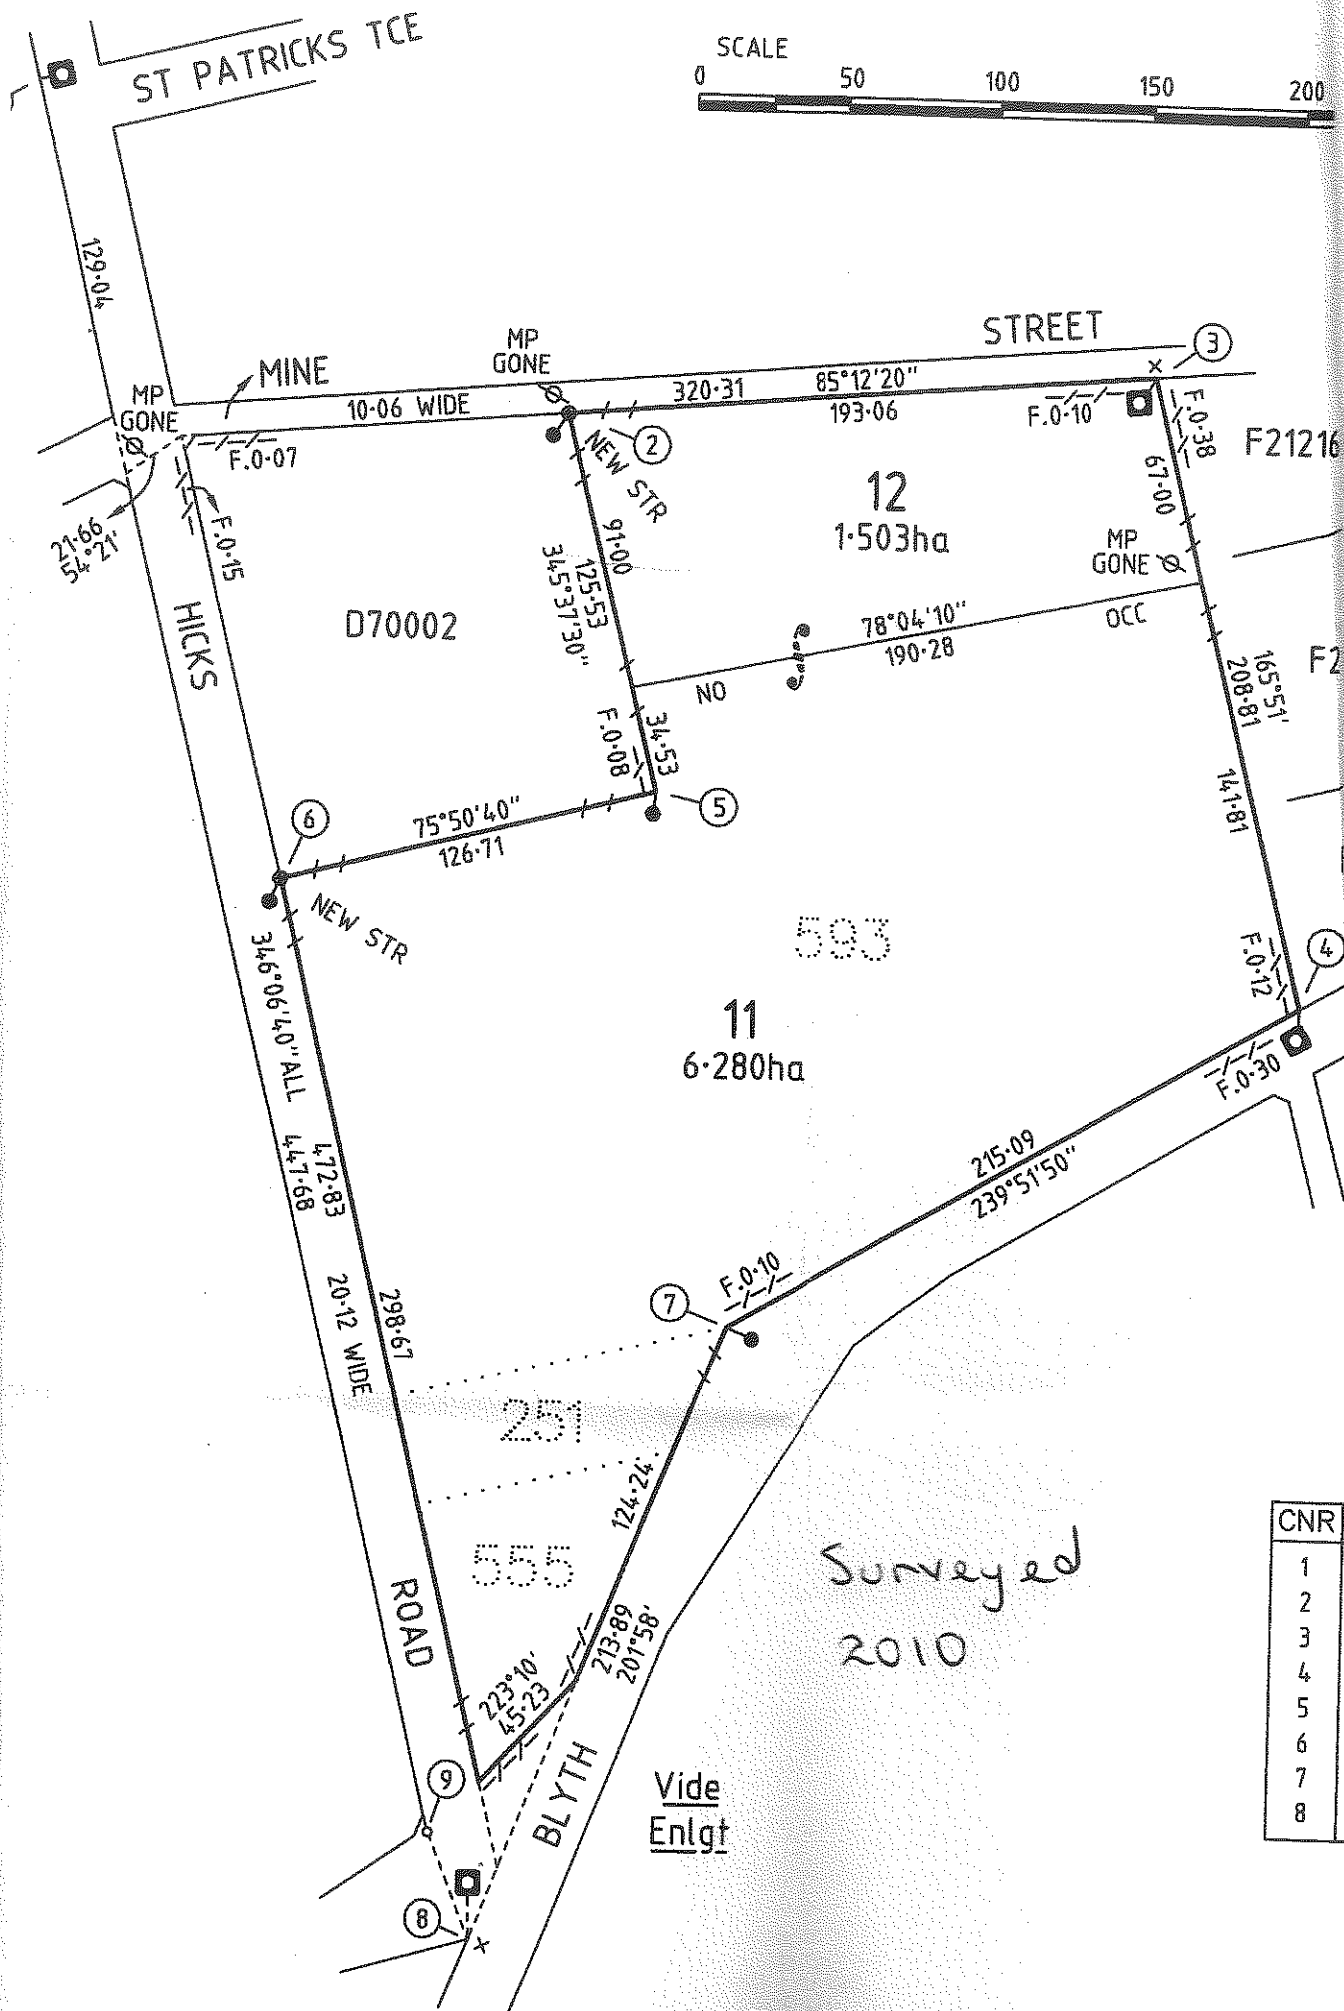 ST PATRICKS TCE
SCALE
0 50 100 150 200
129·04
MP
GONE
STREET
3
MINE
MP
GONE
10·06 WIDE
320·31
85°12'20"
193·06
F.0·10
F.0·38
F21216
F.0·07
2
NEW STR
12
1·503ha
67·00
21·66
54°21'
F.0·15
91·00
125·53
345°37'30"
MP
GONE
HICKS
D70002
78°04'10"
190·28
OCC
NO
165°51'
208·81
F.0·08
34·53
141·81
5
6
75°50'40"
126·71
NEW STR
593
F.0·12
4
346°06'40" ALL
11
6·280ha
F.0·30
472·83
447·68
215·09
239°51'50"
20·12 WIDE
298·67
F.0·10
7
251
124·24
555
Surveyed
2010
CNR
1
2
3
4
5
6
7
8
ROAD
213·89
201°58'
223°10'
45·23
9
BLYTH
Vide
Enlgt
8